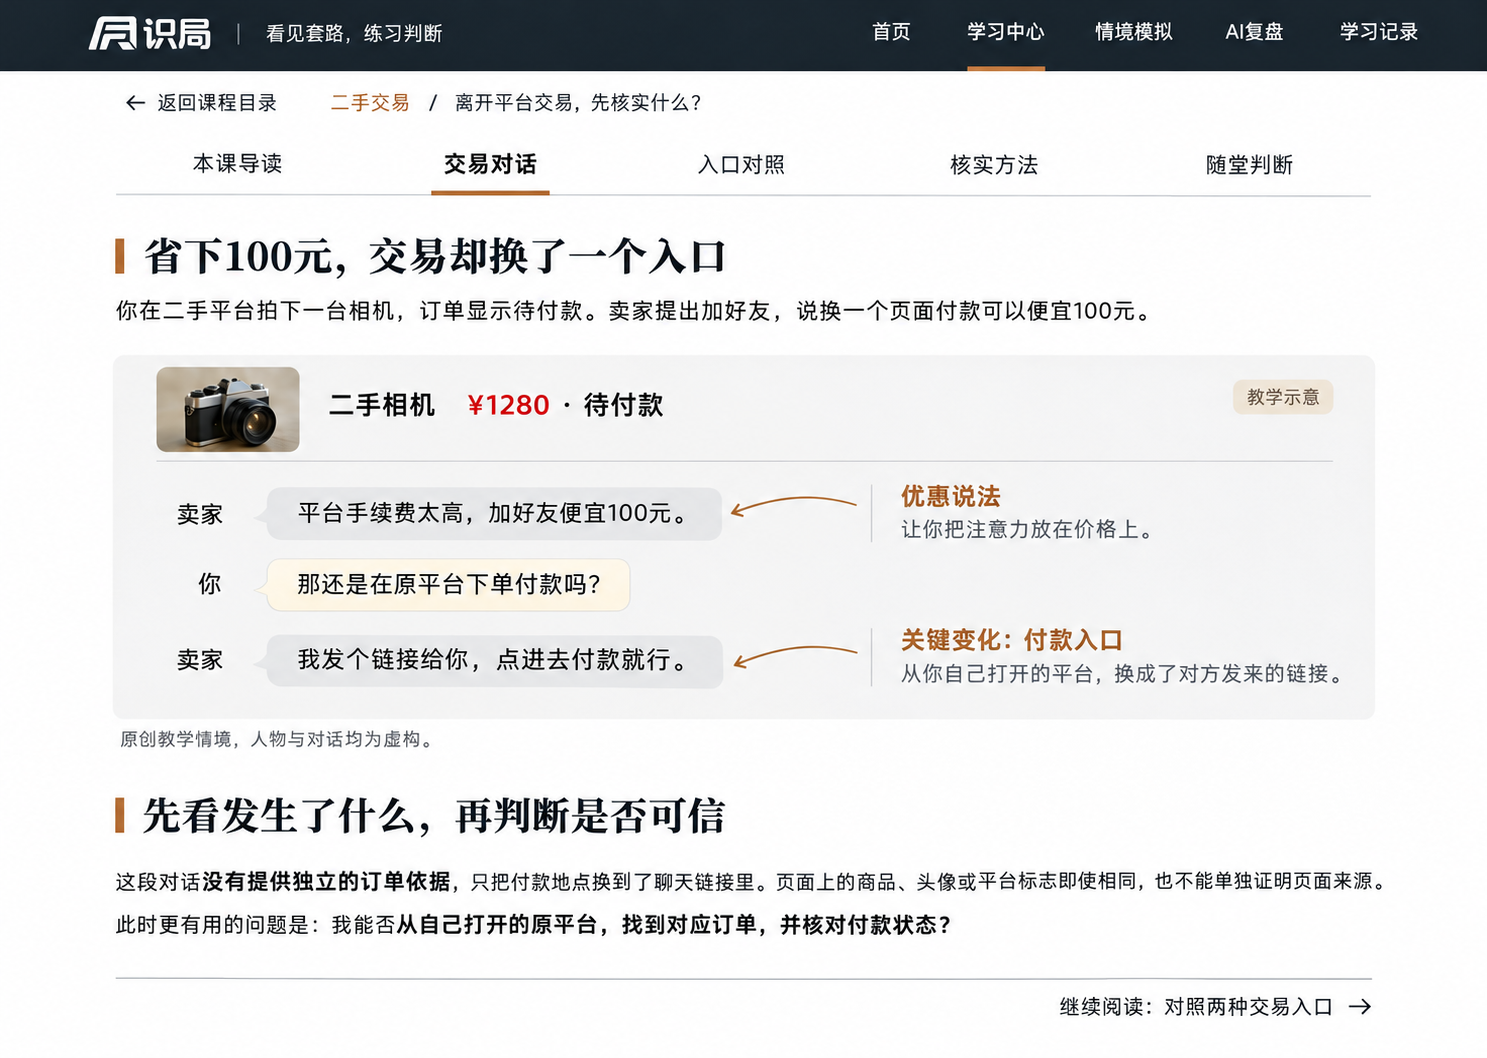 识局 | 看见套路，练习判断
首页 学习中心 情境模拟 AI复盘 学习记录
← 返回课程目录 二手交易 / 离开平台交易，先核实什么？
本课导读 交易对话 入口对照 核实方法 随堂判断
省下100元，交易却换了一个入口
你在二手平台拍下一台相机，订单显示待付款。卖家提出加好友，说换一个页面付款可以便宜100元。
二手相机 ¥1280 · 待付款
教学示意
卖家 平台手续费太高，加好友便宜100元。
优惠说法
让你把注意力放在价格上。
你 那还是在原平台下单付款吗？
卖家 我发个链接给你，点进去付款就行。
关键变化：付款入口
从你自己打开的平台，换成了对方发来的链接。
原创教学情境，人物与对话均为虚构。
先看发生了什么，再判断是否可信
这段对话没有提供独立的订单依据，只把付款地点换到了聊天链接里。页面上的商品、头像或平台标志即使相同，也不能单独证明页面来源。
此时更有用的问题是：我能否从自己打开的原平台，找到对应订单，并核对付款状态？
继续阅读：对照两种交易入口 →